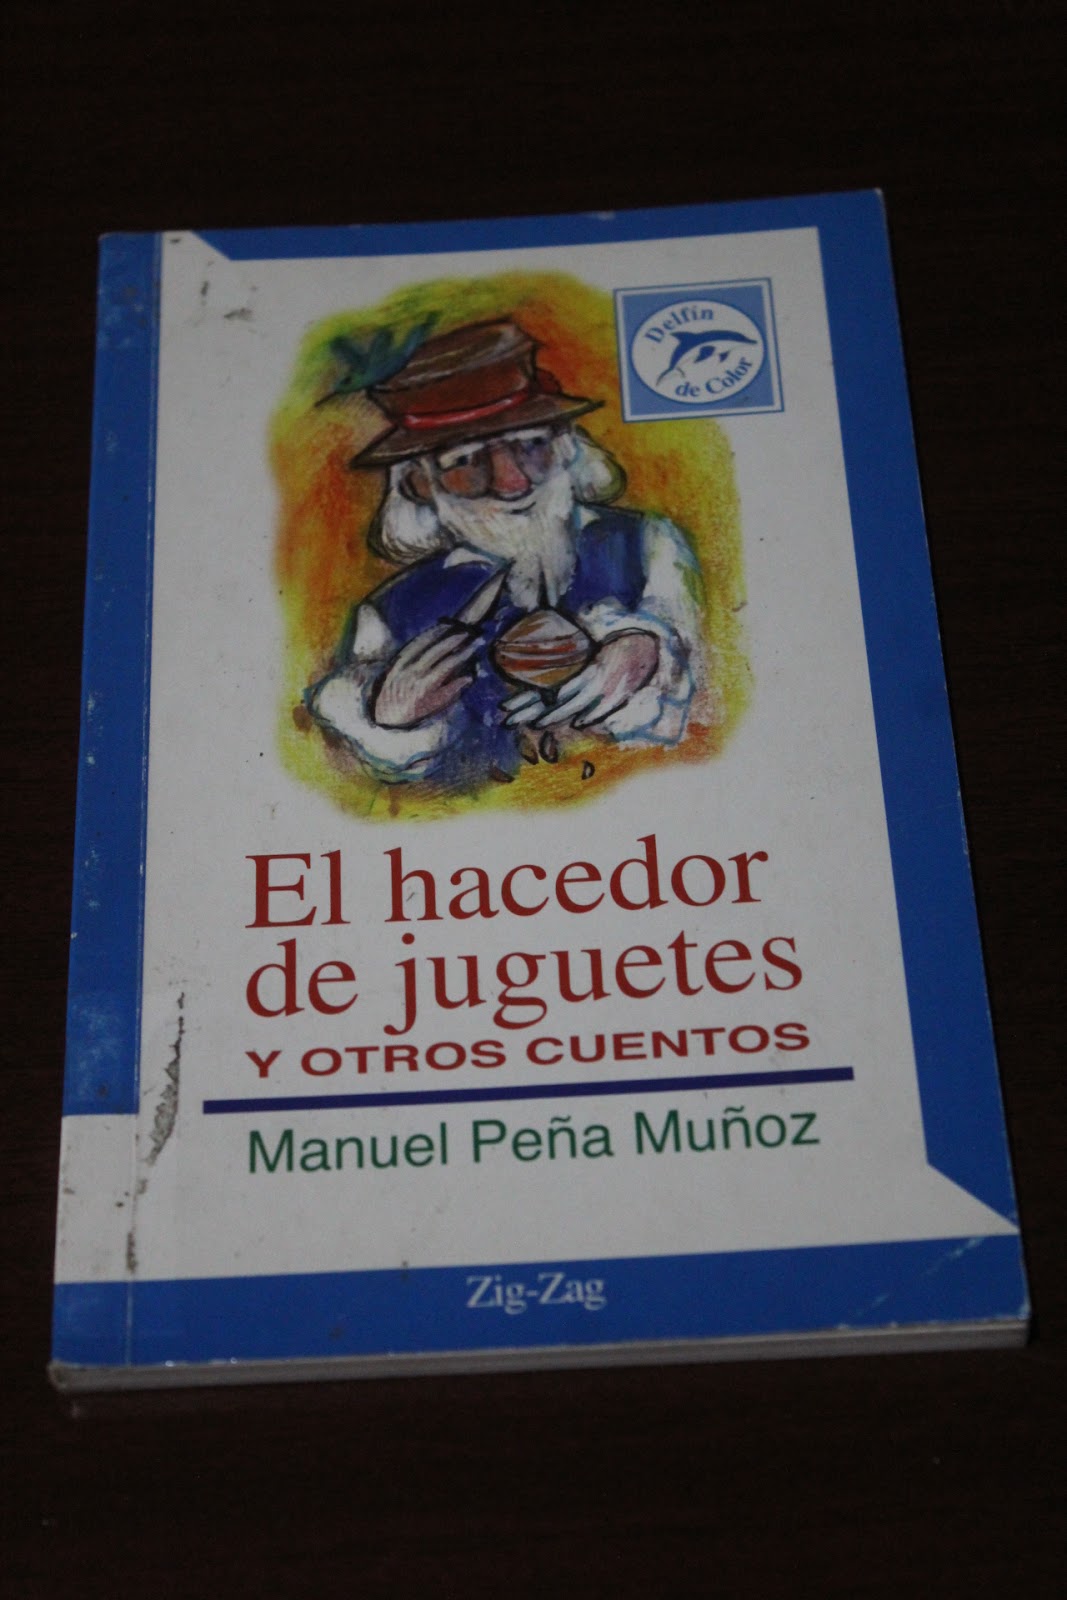 Delfín
de Color
El hacedor
de juguetes
Y OTROS CUENTOS
Manuel Peña Muñoz
Zig-Zag